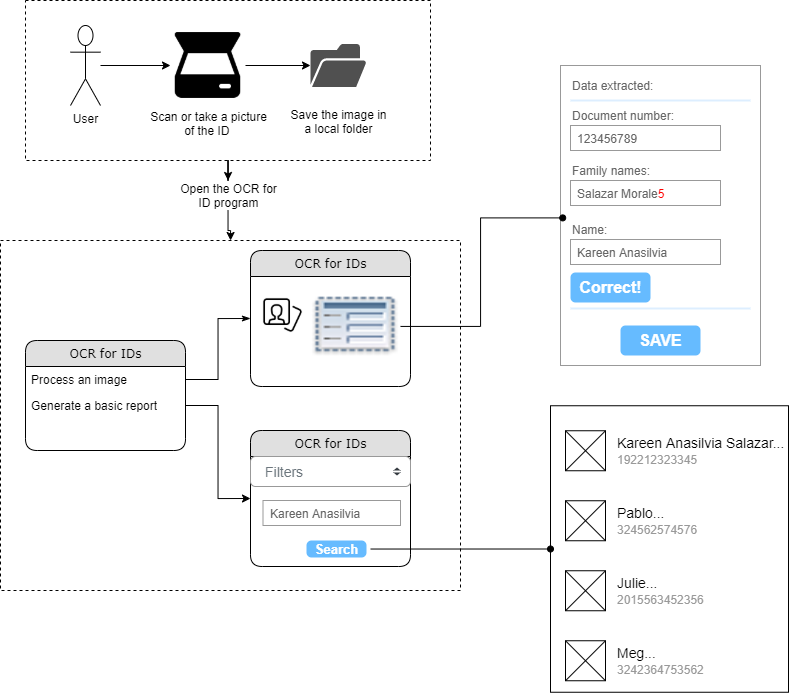 User
Scan or take a picture
of the ID
Save the image in
a local folder
Open the OCR for
ID program
OCR for IDs
Process an image
Generate a basic report
OCR for IDs
OCR for IDs
Filters
Kareen Anasilvia
Search
Data extracted:
Document number:
123456789
Family names:
Salazar Morale5
Name:
Kareen Anasilvia
Correct!
SAVE
Kareen Anasilvia Salazar...
192212323345
Pablo...
324562574576
Julie...
2015563452356
Meg...
3242364753562